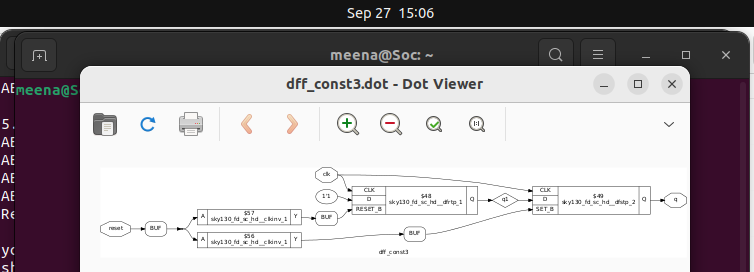 Sep 27 15:06
meena@Soc: ~
AB
meena@S
dff_const3.dot - Dot Viewer
5.
AB
AB
AB
AB
Re
yo
sh
clk
1'1
CLK
D
RESET_B
$48
sky130_fd_sc_hd__dfrtp_1
Q
q1
CLK
D
SET_B
$49
sky130_fd_sc_hd__dfstp_2
Q
q
reset
BUF
A
$57
sky130_fd_sc_hd__clkinv_1
Y
BUF
A
$56
sky130_fd_sc_hd__clkinv_1
Y
BUF
dff_const3